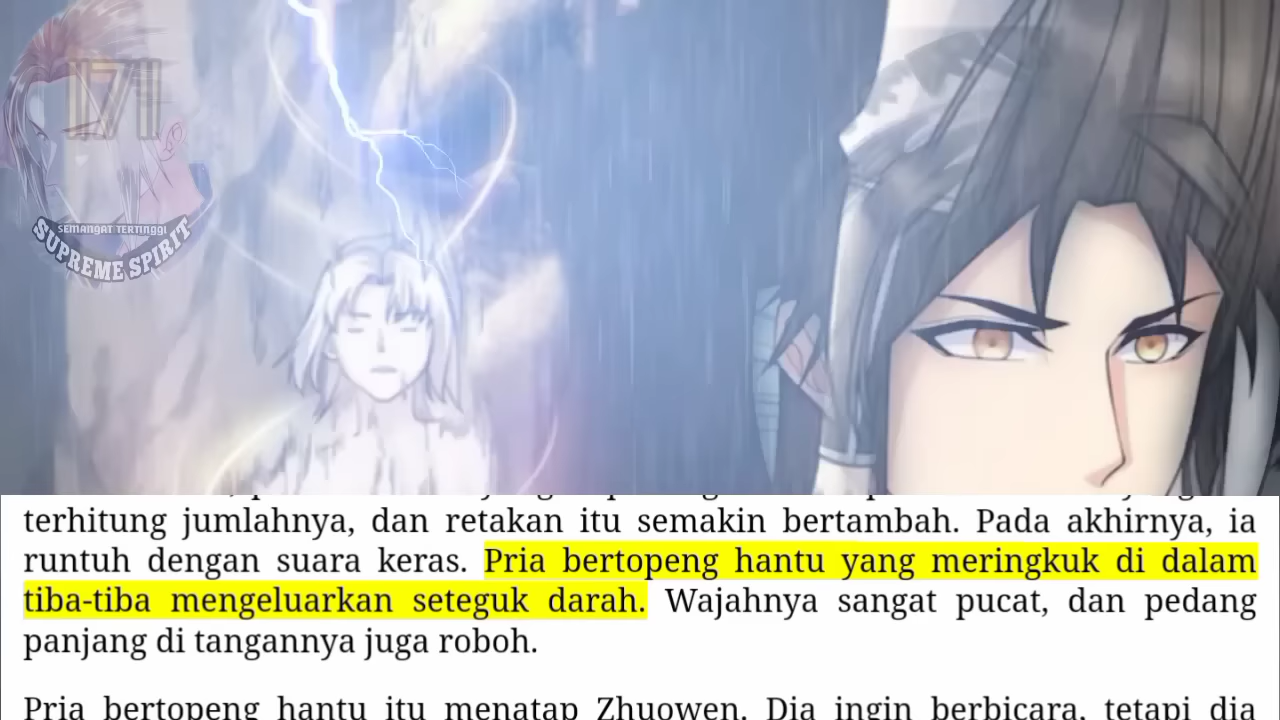 171
SEMANGAT TERTINGGI
SUPREME SPIRIT
terhitung jumlahnya, dan retakan itu semakin bertambah. Pada akhirnya, ia
runtuh dengan suara keras. Pria bertopeng hantu yang meringkuk di dalam
tiba-tiba mengeluarkan seteguk darah. Wajahnya sangat pucat, dan pedang
panjang di tangannya juga roboh.
Pria bertopeng hantu itu menatap Zhuowen. Dia ingin berbicara, tetapi dia